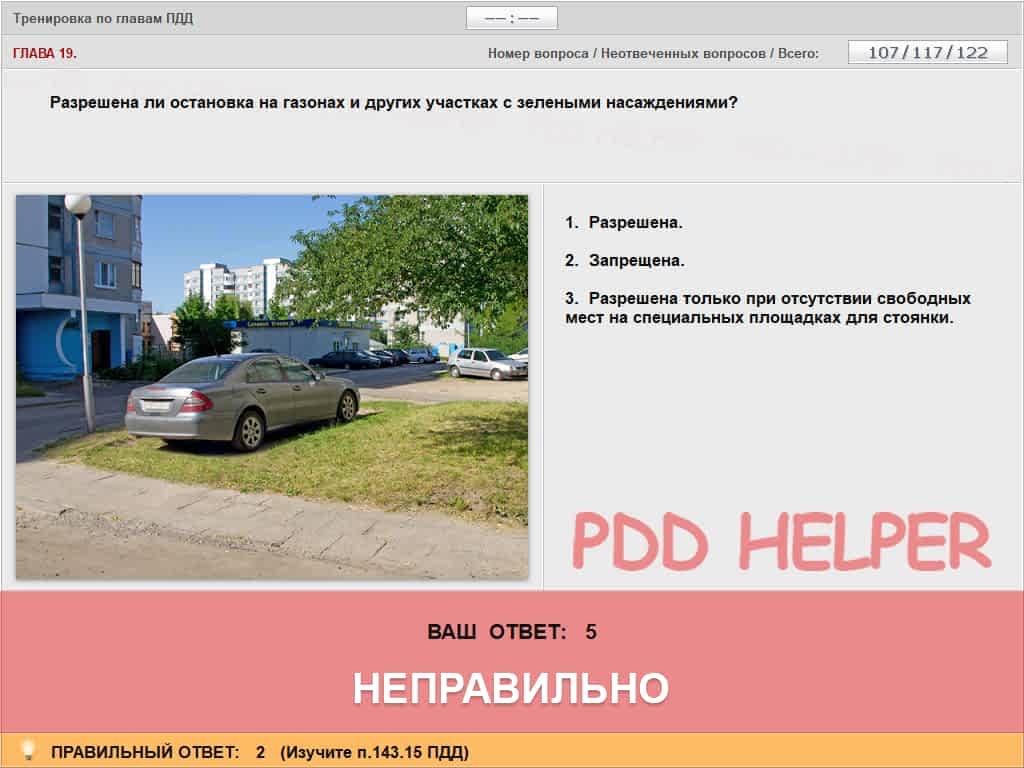 Тренировка по главам ПДД
—— : ——
ГЛАВА 19.
Номер вопроса / Неотвеченных вопросов / Всего:
107/117/122
Разрешена ли остановка на газонах и других участках с зелеными насаждениями?
1. Разрешена.
2. Запрещена.
3. Разрешена только при отсутствии свободных
мест на специальных площадках для стоянки.
PDD HELPER
ВАШ ОТВЕТ: 5
НЕПРАВИЛЬНО
ПРАВИЛЬНЫЙ ОТВЕТ: 2 (Изучите п.143.15 ПДД)